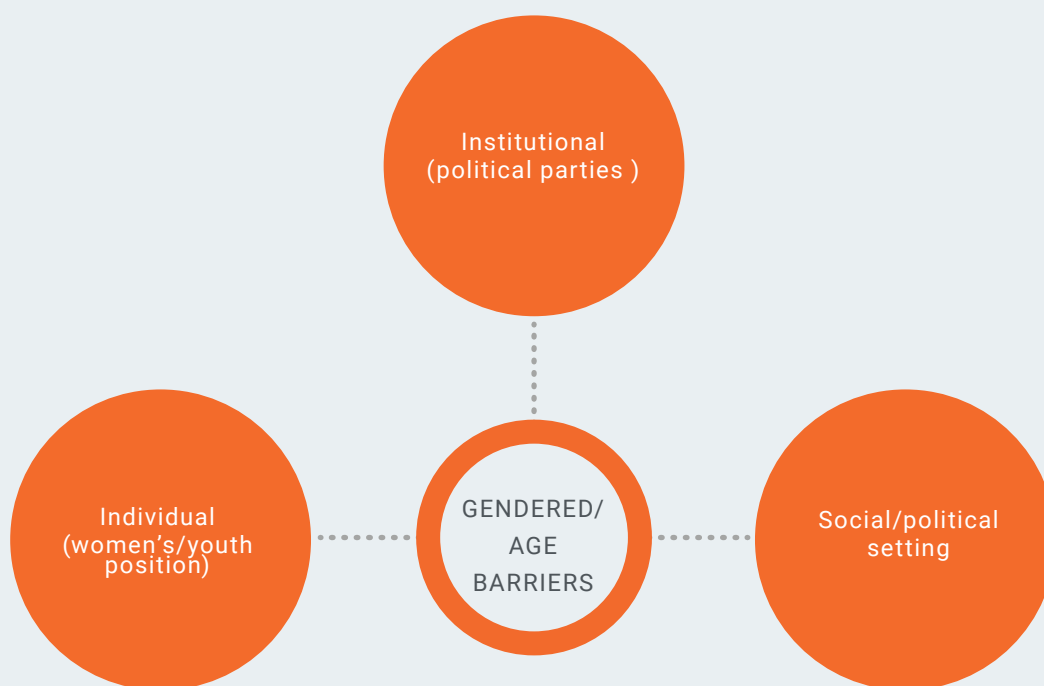 Institutional
(political parties )
Individual
(women’s/youth
position)
GENDERED/
AGE
BARRIERS
Social/political
setting